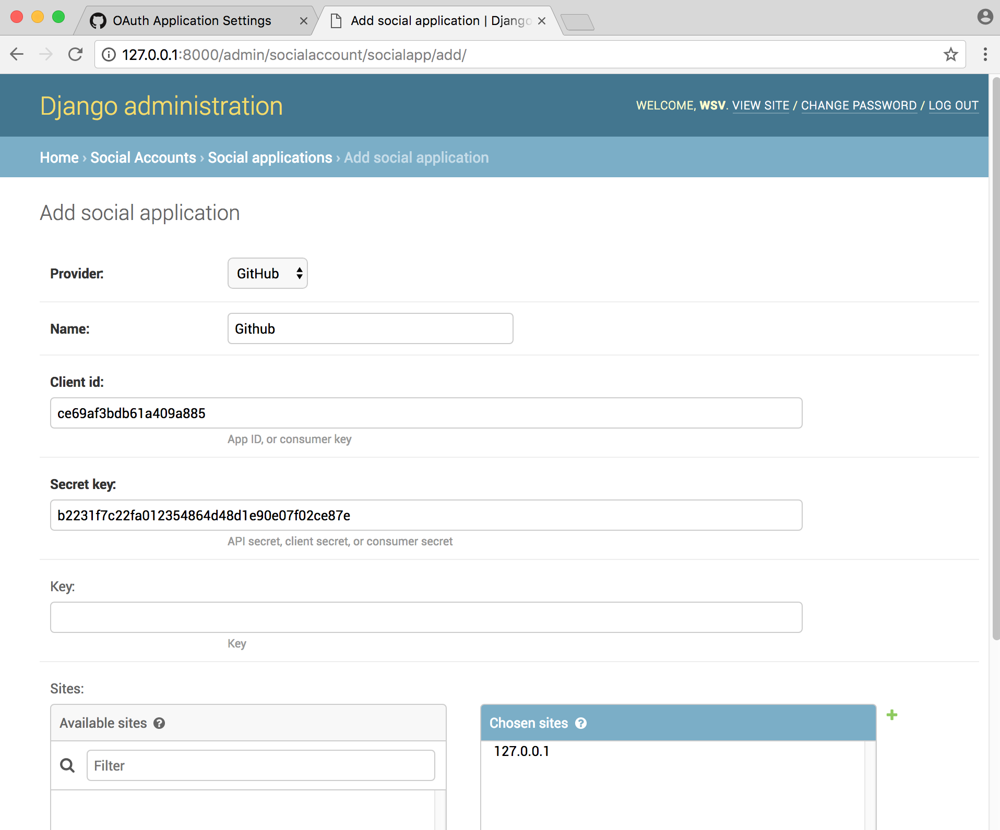 OAuth Application Settings
Add social application | Django
127.0.0.1:8000/admin/socialaccount/socialapp/add/
Django administration
WELCOME, WSV. VIEW SITE / CHANGE PASSWORD / LOG OUT
Home › Social Accounts › Social applications › Add social application
Add social application
Provider: GitHub
Name: Github
Client id:
ce69af3bdb61a409a885
App ID, or consumer key
Secret key:
b2231f7c22fa012354864d48d1e90e07f02ce87e
API secret, client secret, or consumer secret
Key:
Key
Sites:
Available sites
Chosen sites
Filter
127.0.0.1